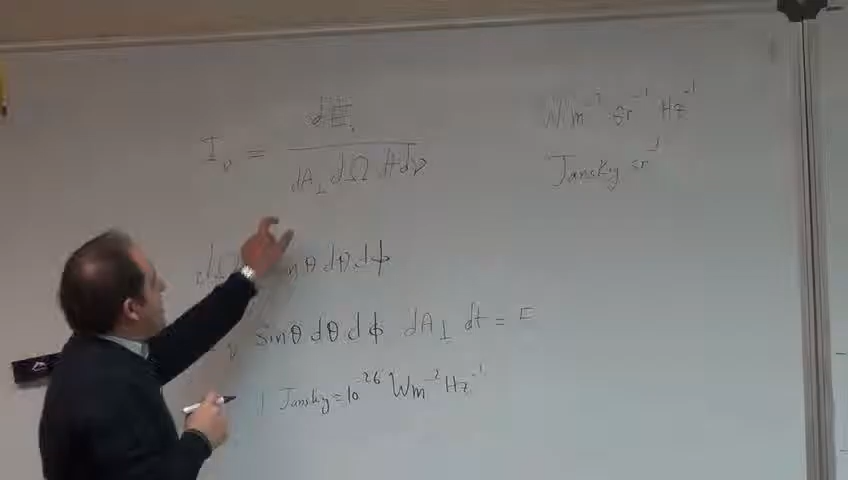 dE
I_ν = ───────
dA⊥ dΩ dt dν
W m⁻² sr⁻¹ Hz⁻¹
Jansky sr⁻¹
dΩ
θ dθ dϕ
sinθ dθ dϕ dA⊥ dt = E
1 Jansky = 10⁻²⁶ W m⁻² Hz⁻¹